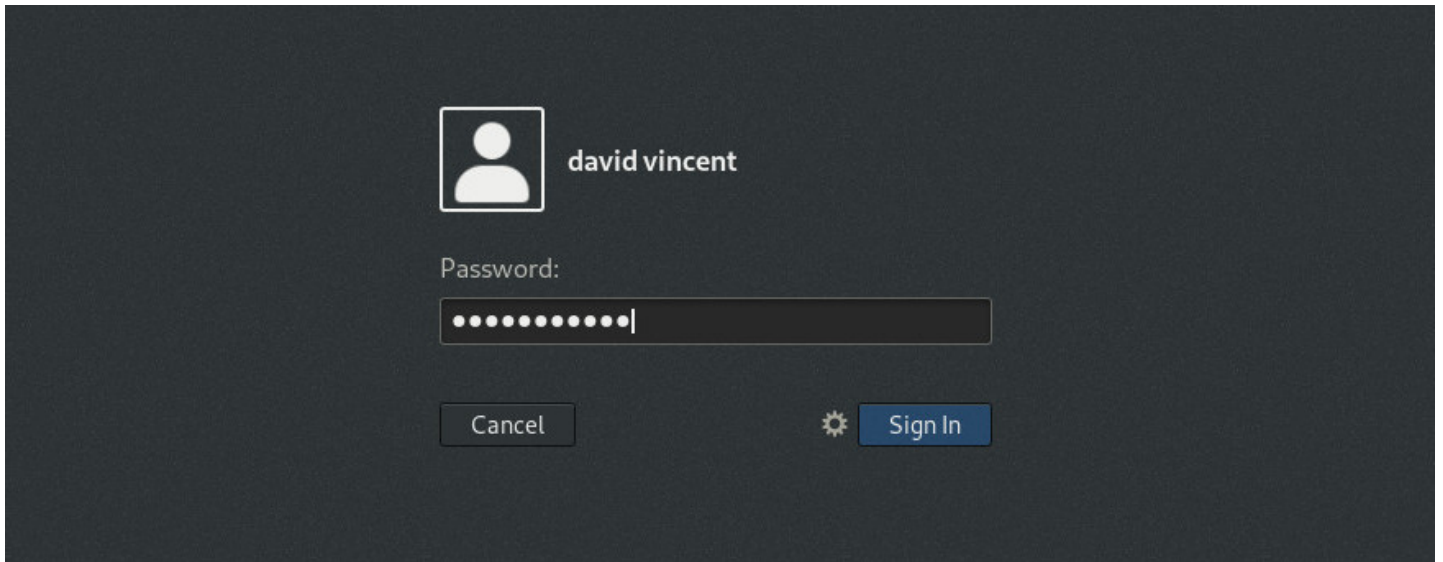 david vincent
Password:
●●●●●●●●●●●
Cancel
Sign In